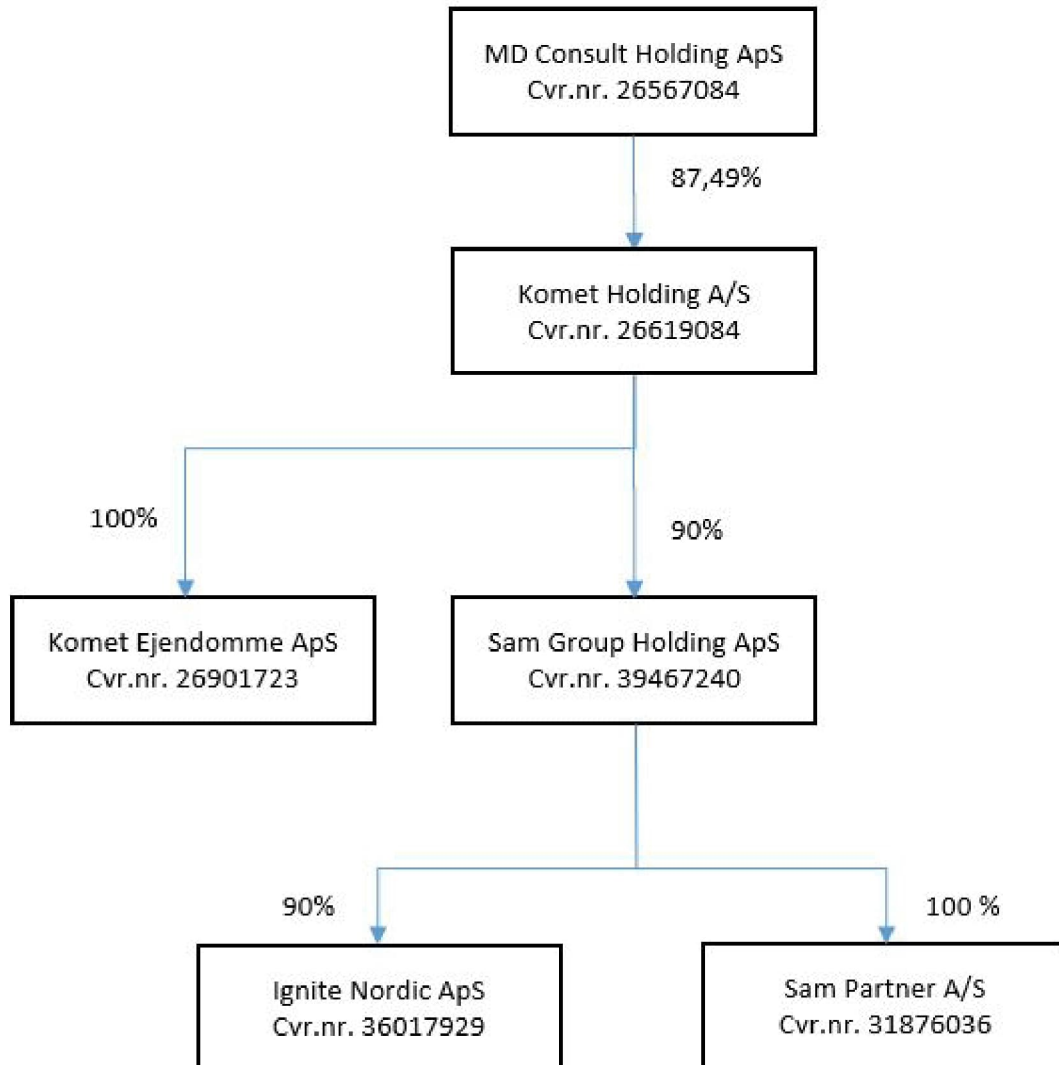 MD Consult Holding ApS
Cvr.nr. 26567084
87,49%
Komet Holding A/S
Cvr.nr. 26619084
100%
90%
Komet Ejendomme ApS
Cvr.nr. 26901723
Sam Group Holding ApS
Cvr.nr. 39467240
90%
100 %
Ignite Nordic ApS
Cvr.nr. 36017929
Sam Partner A/S
Cvr.nr. 31876036